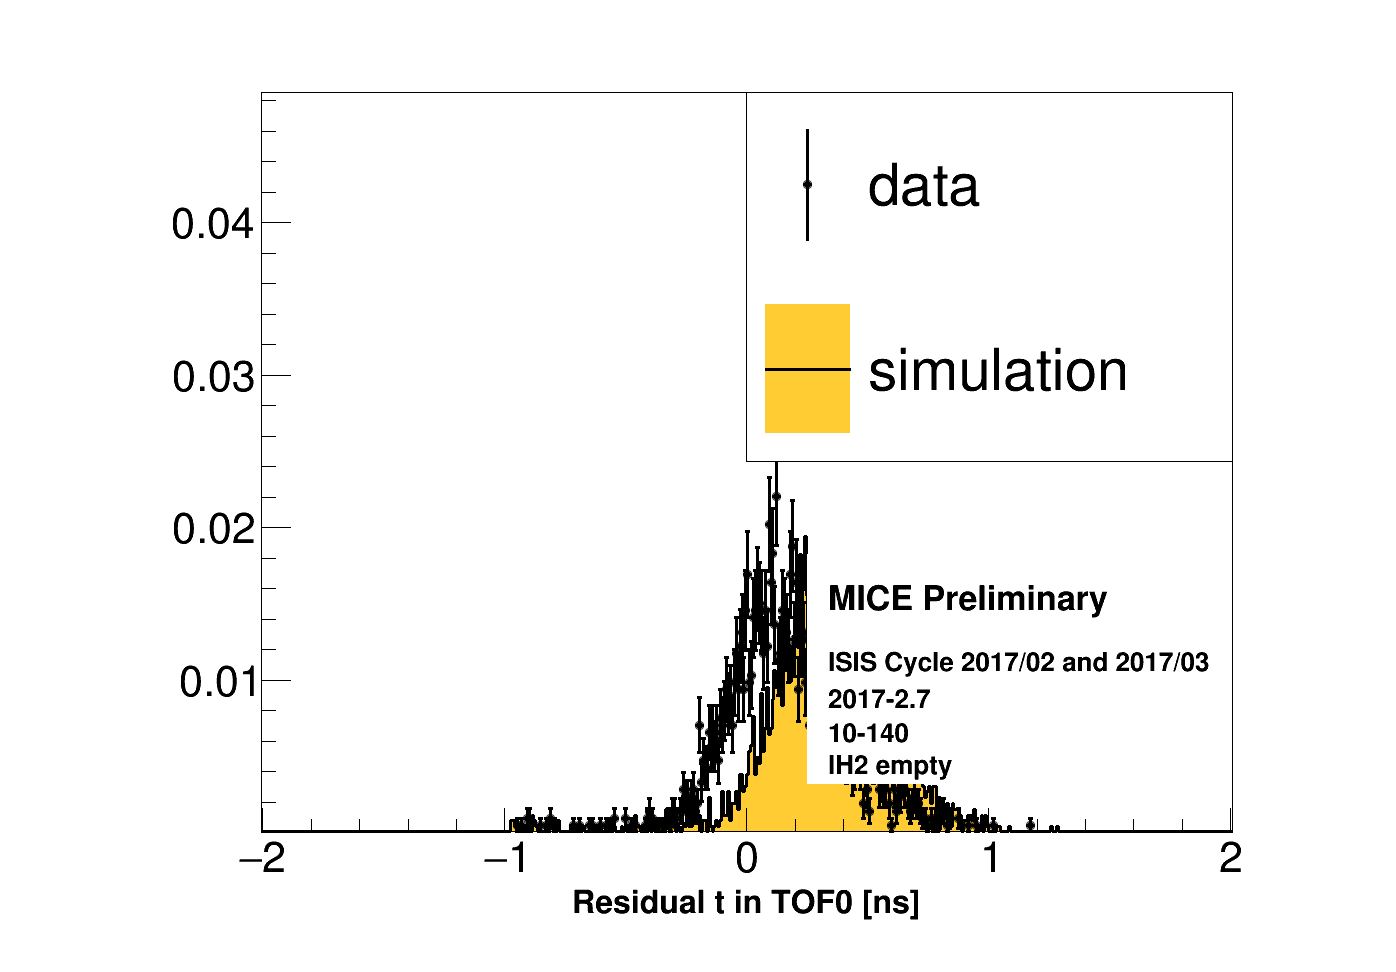 data
0.04
simulation
0.03
0.02
MICE Preliminary
ISIS Cycle 2017/02 and 2017/03
0.01
2017-2.7
10-140
IH2 empty
−2 −1 0 1 2
Residual t in TOF0 [ns]